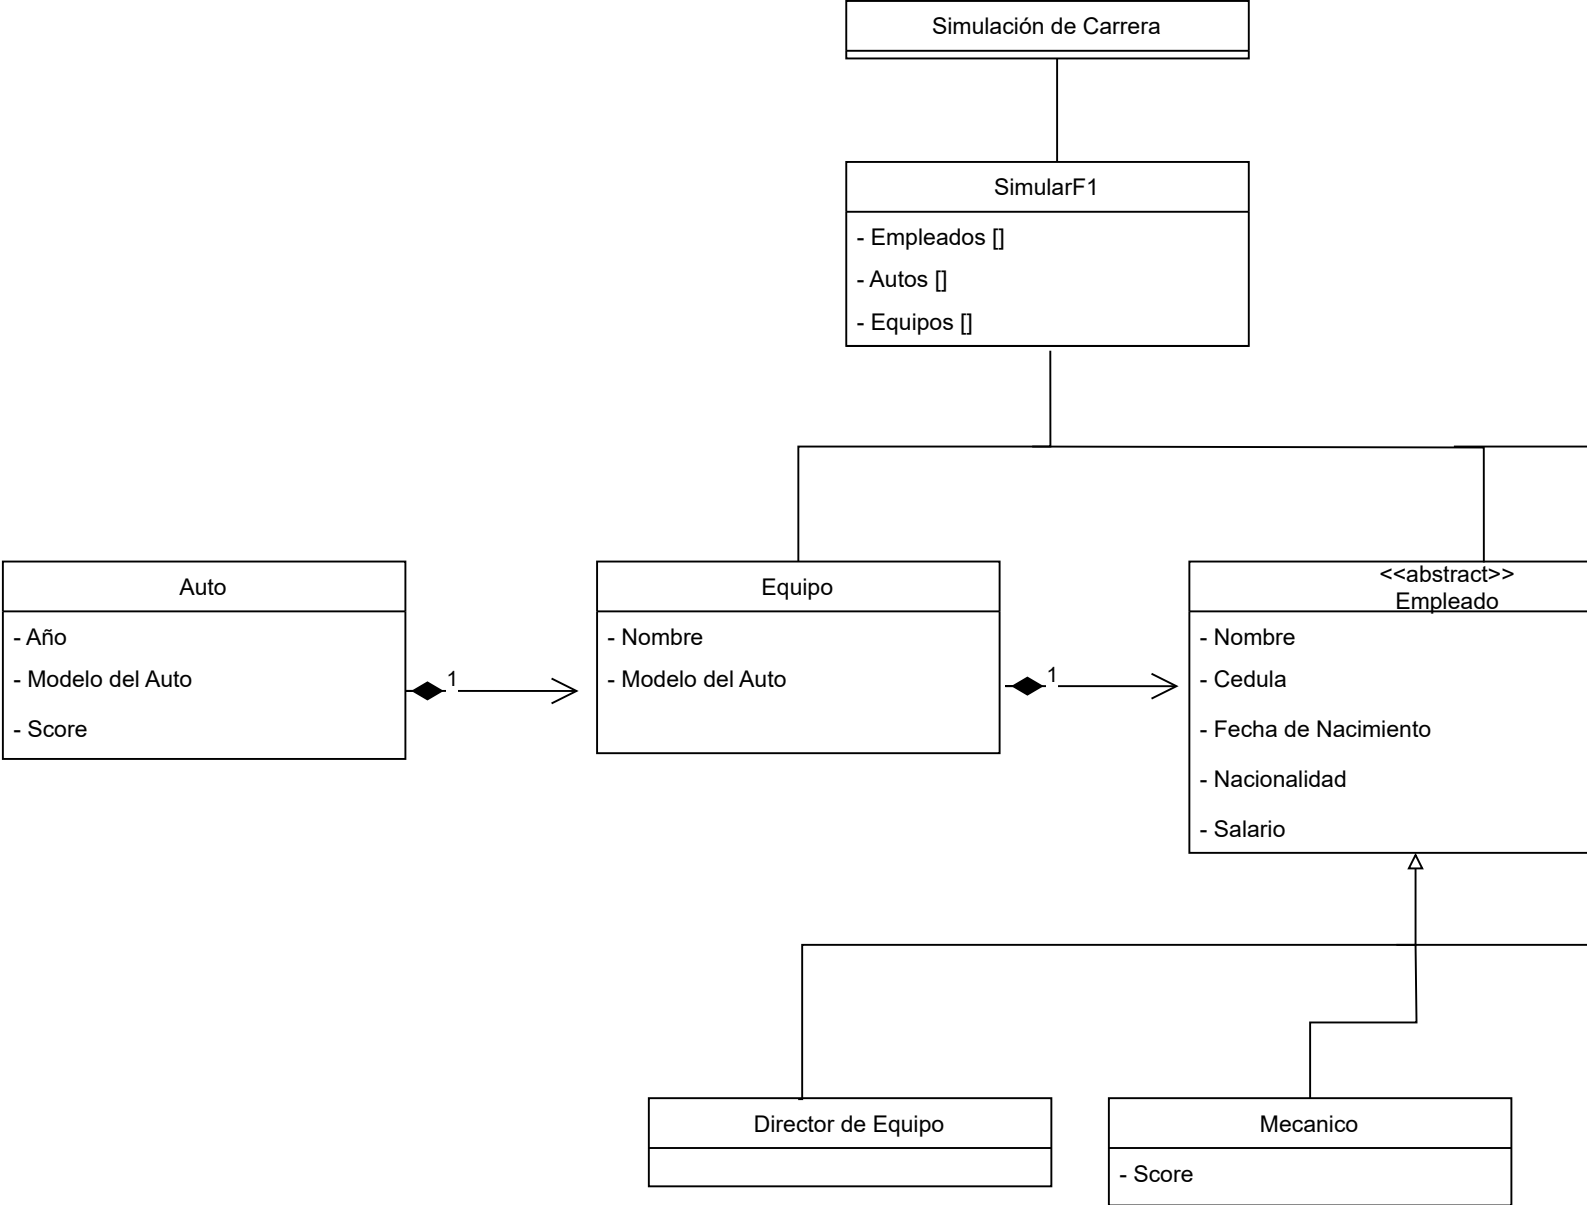 Simulación de Carrera
SimularF1
- Empleados []
- Autos []
- Equipos []
Auto
- Año
- Modelo del Auto
- Score
1
Equipo
- Nombre
- Modelo del Auto
1
<<abstract>>
Empleado
- Nombre
- Cedula
- Fecha de Nacimiento
- Nacionalidad
- Salario
Director de Equipo
Mecanico
- Score